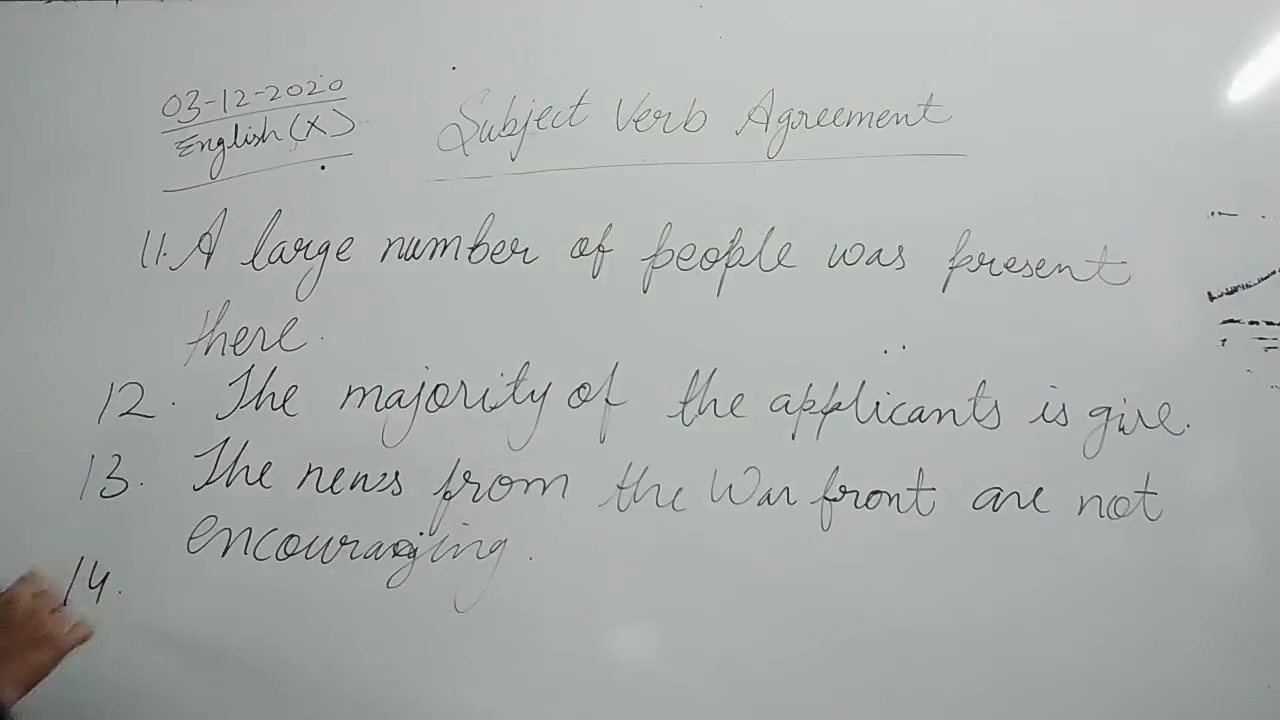 03-12-2020
English (X)
Subject Verb Agreement
11. A large number of people was present
there.
12. The majority of the applicants is give.
13. The news from the War front are not
encouraging.
14.